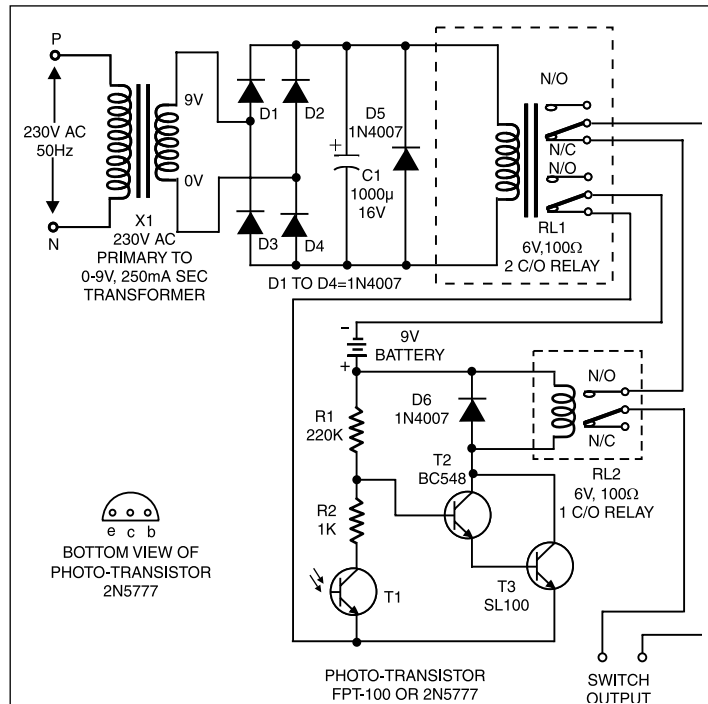 P
230V AC
50Hz
N
9V
0V
X1
230V AC
PRIMARY TO
0-9V, 250mA SEC
TRANSFORMER
D1
D2
D3
D4
D1 TO D4=1N4007
+
C1
1000µ
16V
D5
1N4007
N/O
N/C
N/O
RL1
6V,100Ω
2 C/O RELAY
–
9V
BATTERY
+
R1
220K
R2
1K
D6
1N4007
T2
BC548
N/O
N/C
RL2
6V, 100Ω
1 C/O RELAY
T1
T3
SL100
e c b
BOTTOM VIEW OF
PHOTO-TRANSISTOR
2N5777
PHOTO-TRANSISTOR
FPT-100 OR 2N5777
SWITCH
OUTPUT